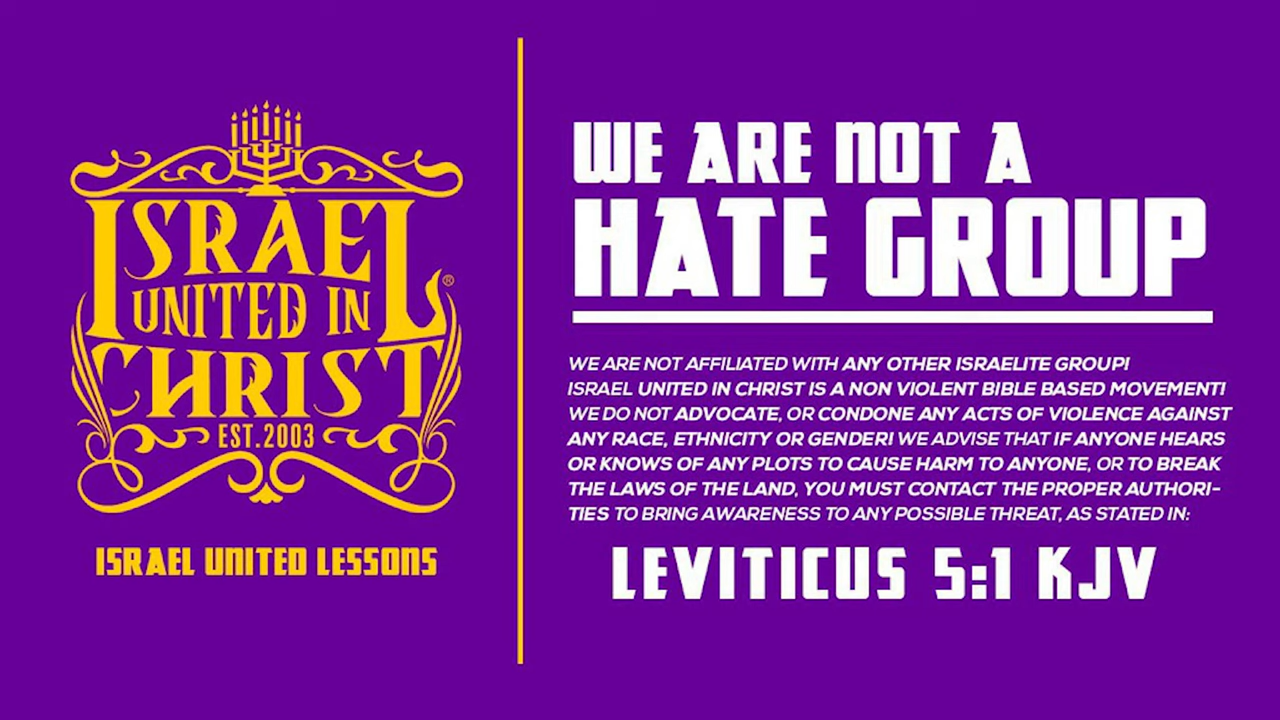 ISRAEL
UNITED IN
CHRIST
®
EST.2003
ISRAEL UNITED LESSONS
WE ARE NOT A
HATE GROUP
WE ARE NOT AFFILIATED WITH ANY OTHER ISRAELITE GROUP!
ISRAEL UNITED IN CHRIST IS A NON VIOLENT BIBLE BASED MOVEMENT!
WE DO NOT ADVOCATE, OR CONDONE ANY ACTS OF VIOLENCE AGAINST
ANY RACE, ETHNICITY OR GENDER! WE ADVISE THAT IF ANYONE HEARS
OR KNOWS OF ANY PLOTS TO CAUSE HARM TO ANYONE, OR TO BREAK
THE LAWS OF THE LAND, YOU MUST CONTACT THE PROPER AUTHORI-
TIES TO BRING AWARENESS TO ANY POSSIBLE THREAT, AS STATED IN:
LEVITICUS 5:1 KJV